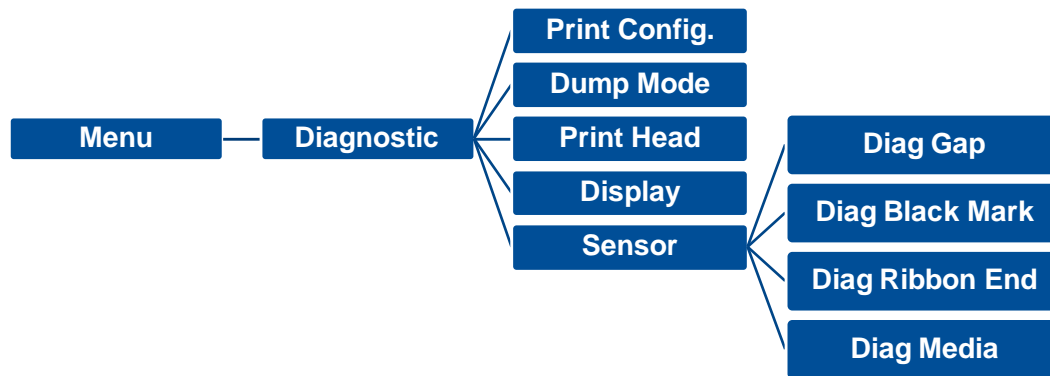 Menu
Diagnostic
Print Config.
Dump Mode
Print Head
Display
Sensor
Diag Gap
Diag Black Mark
Diag Ribbon End
Diag Media